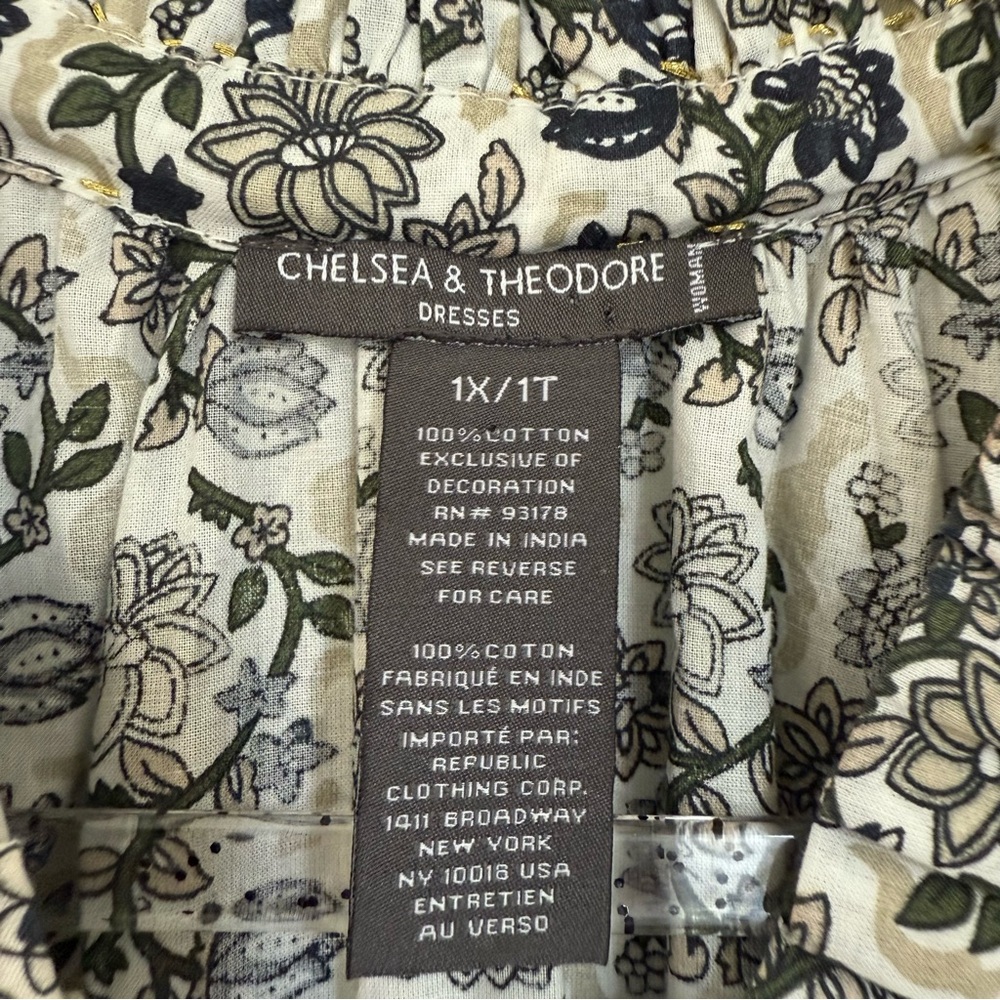 CHELSEA & THEODORE
DRESSES
WOMAN
1X/1T
100% COTTON
EXCLUSIVE OF
DECORATION
RN# 93178
MADE IN INDIA
SEE REVERSE
FOR CARE
100% COTON
FABRIQUÉ EN INDE
SANS LES MOTIFS
IMPORTÉ PAR:
REPUBLIC
CLOTHING CORP.
1411 BROADWAY
NEW YORK
NY 10018 USA
ENTRETIEN
AU VERSO